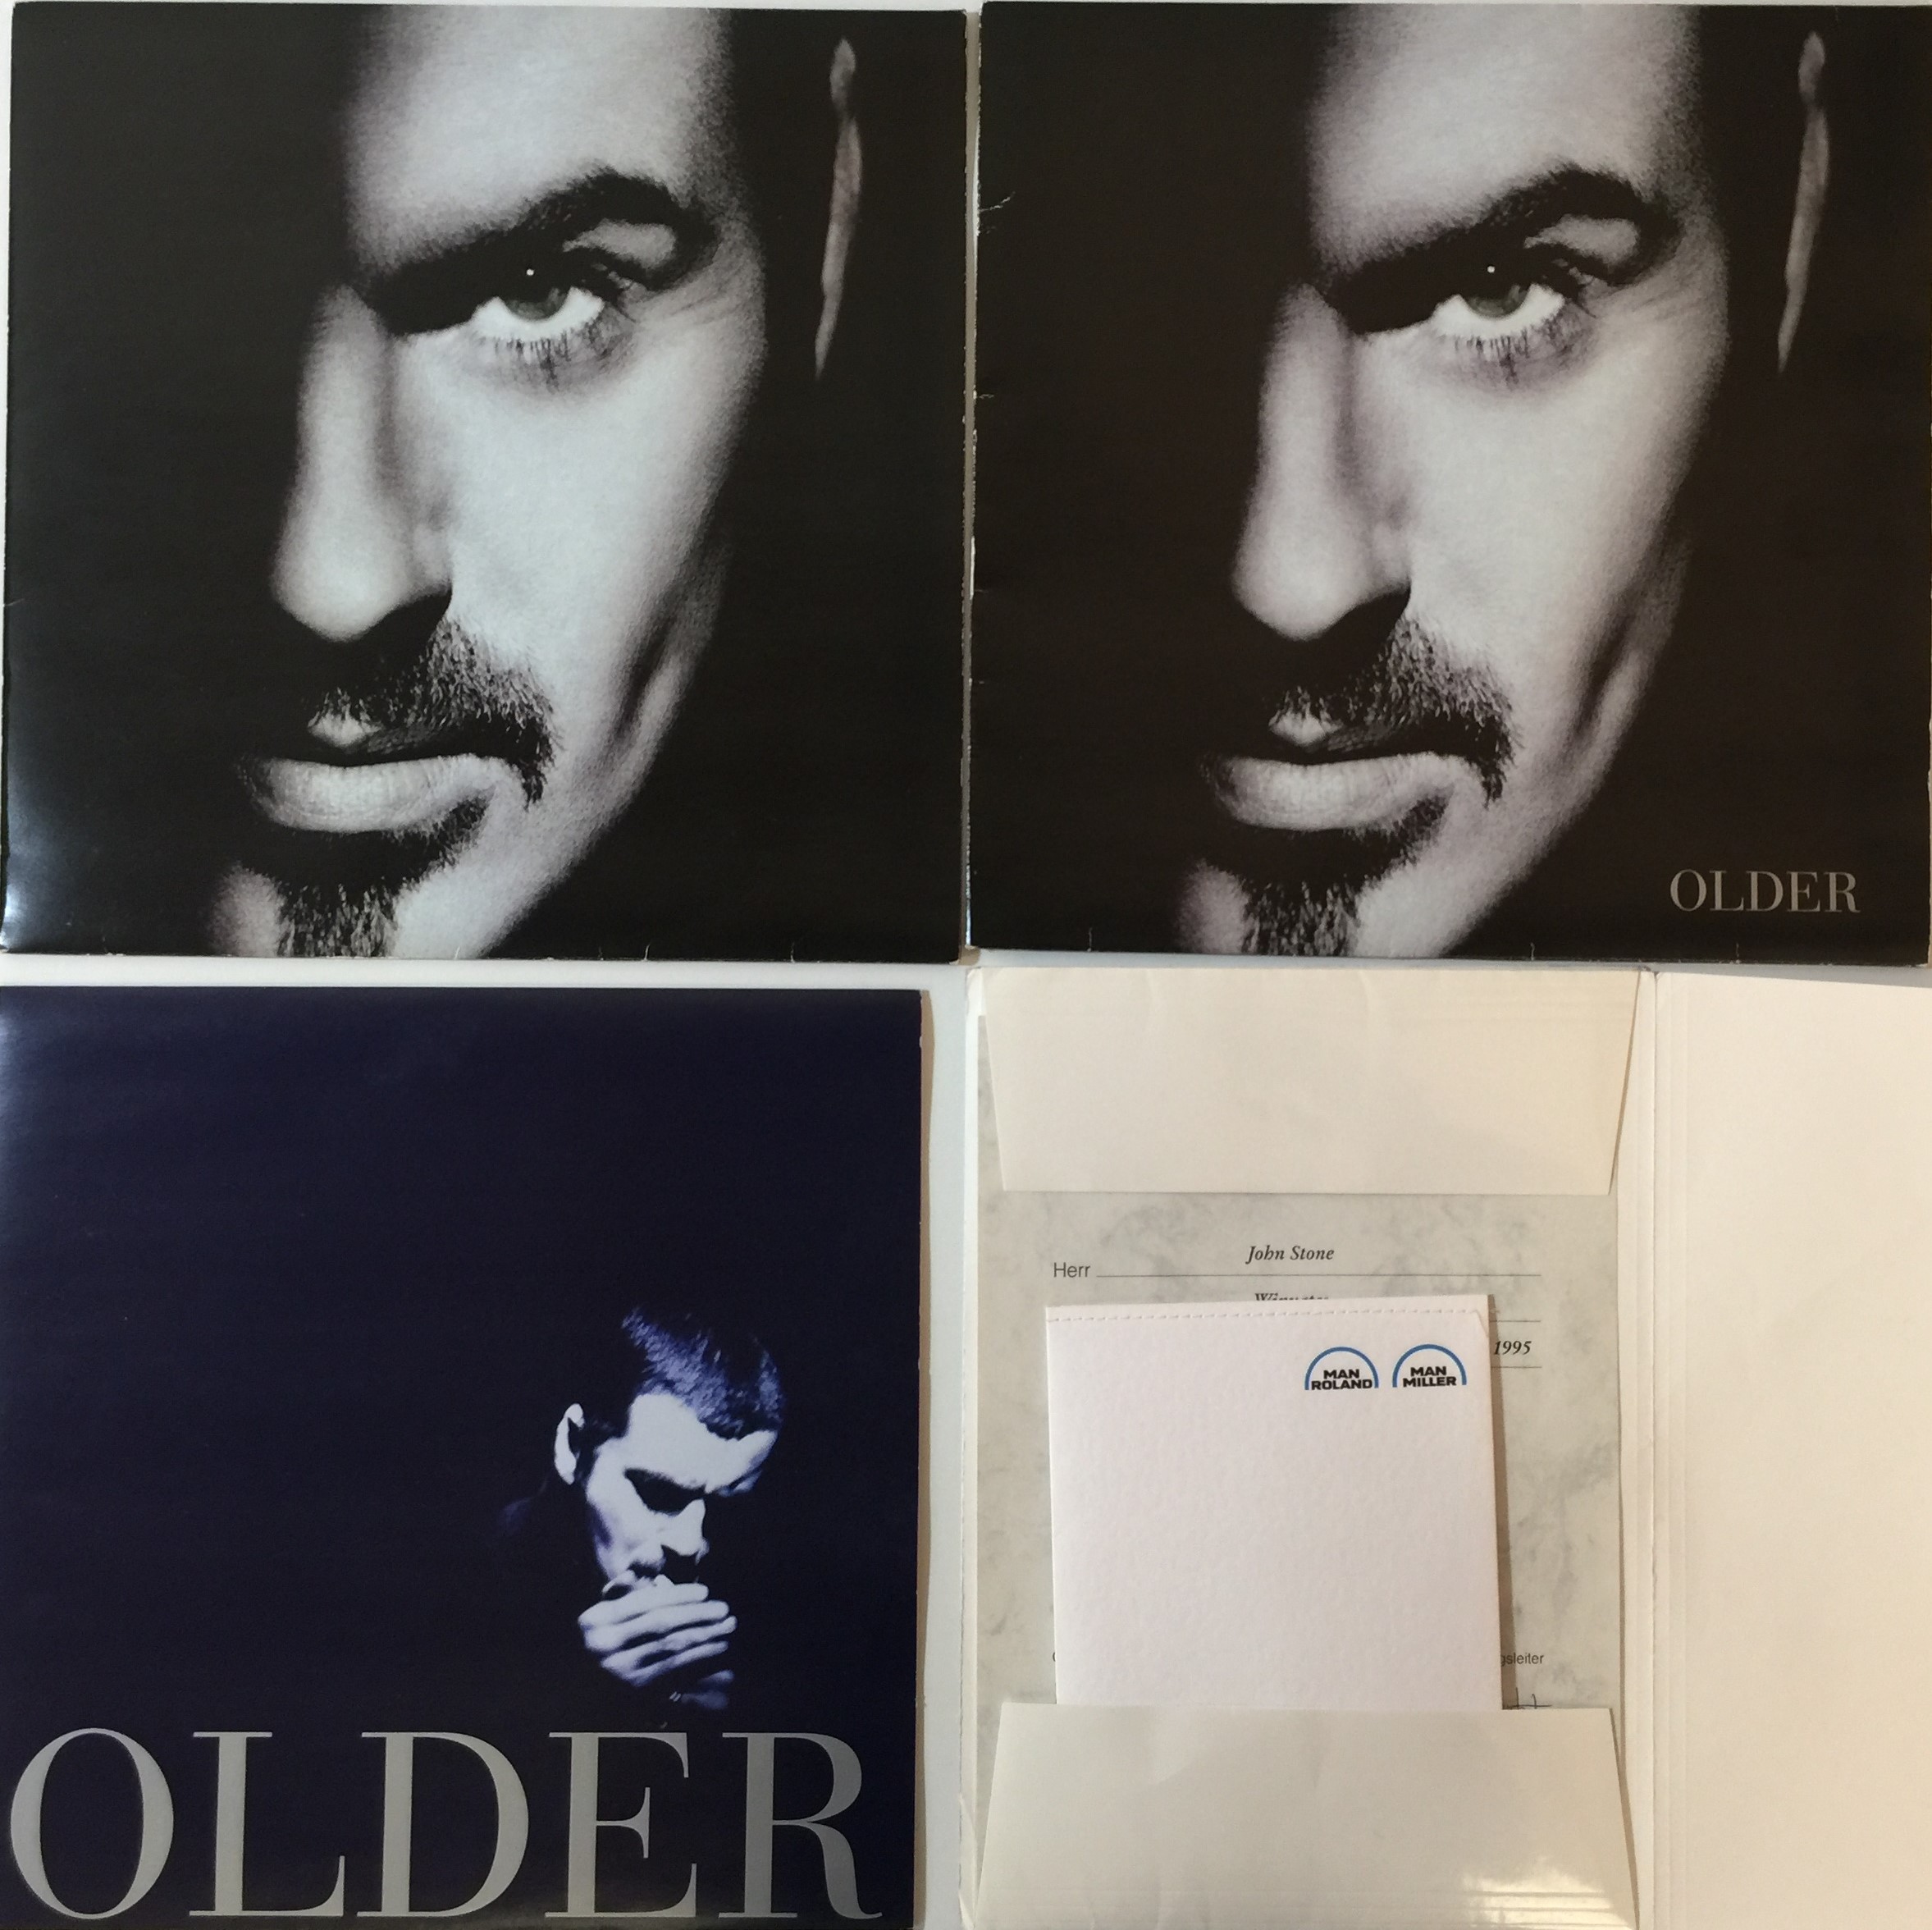 OLDER
OLDER
John Stone
Herr
1995
MAN ROLAND
MAN MILLER